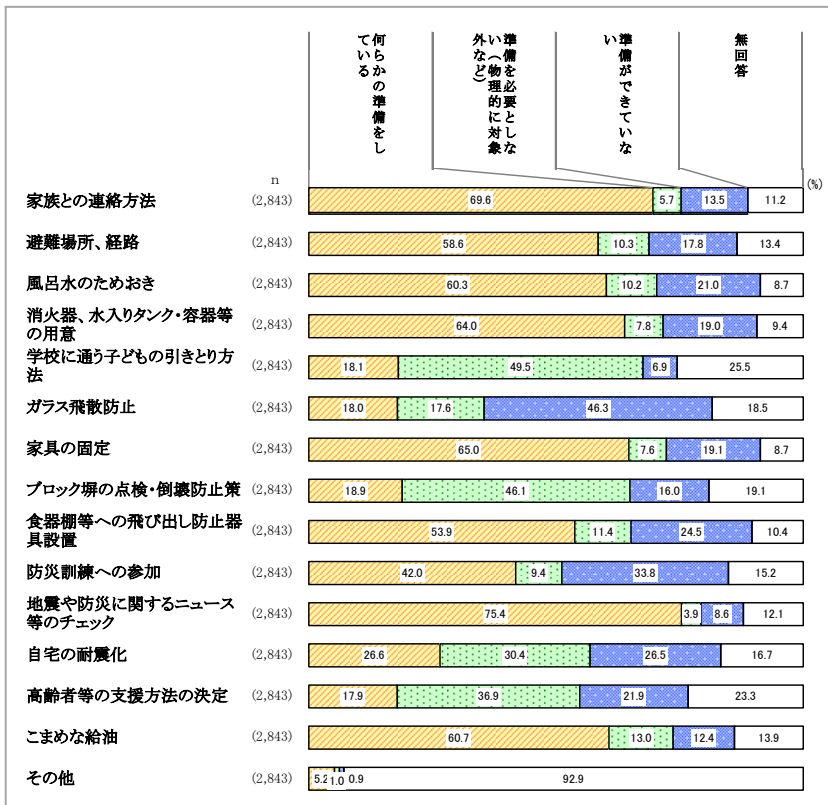 何らかの準備をし
ている
準備を必要としな
い（物理的に対象
外など）
準備ができていな
い
無回答
n
(%)
家族との連絡方法 (2,843) 69.6 5.7 13.5 11.2
避難場所、経路 (2,843) 58.6 10.3 17.8 13.4
風呂水のためおき (2,843) 60.3 10.2 21.0 8.7
消火器、水入りタンク・容器等
の用意 (2,843) 64.0 7.8 19.0 9.4
学校に通う子どもの引きとり方
法 (2,843) 18.1 49.5 6.9 25.5
ガラス飛散防止 (2,843) 18.0 17.6 46.3 18.5
家具の固定 (2,843) 65.0 7.6 19.1 8.7
ブロック塀の点検・倒壊防止策 (2,843) 18.9 46.1 16.0 19.1
食器棚等への飛び出し防止器
具設置 (2,843) 53.9 11.4 24.5 10.4
防災訓練への参加 (2,843) 42.0 9.4 33.8 15.2
地震や防災に関するニュース
等のチェック (2,843) 75.4 3.9 8.6 12.1
自宅の耐震化 (2,843) 26.6 30.4 26.5 16.7
高齢者等の支援方法の決定 (2,843) 17.9 36.9 21.9 23.3
こまめな給油 (2,843) 60.7 13.0 12.4 13.9
その他 (2,843) 5.2 1.0 0.9 92.9